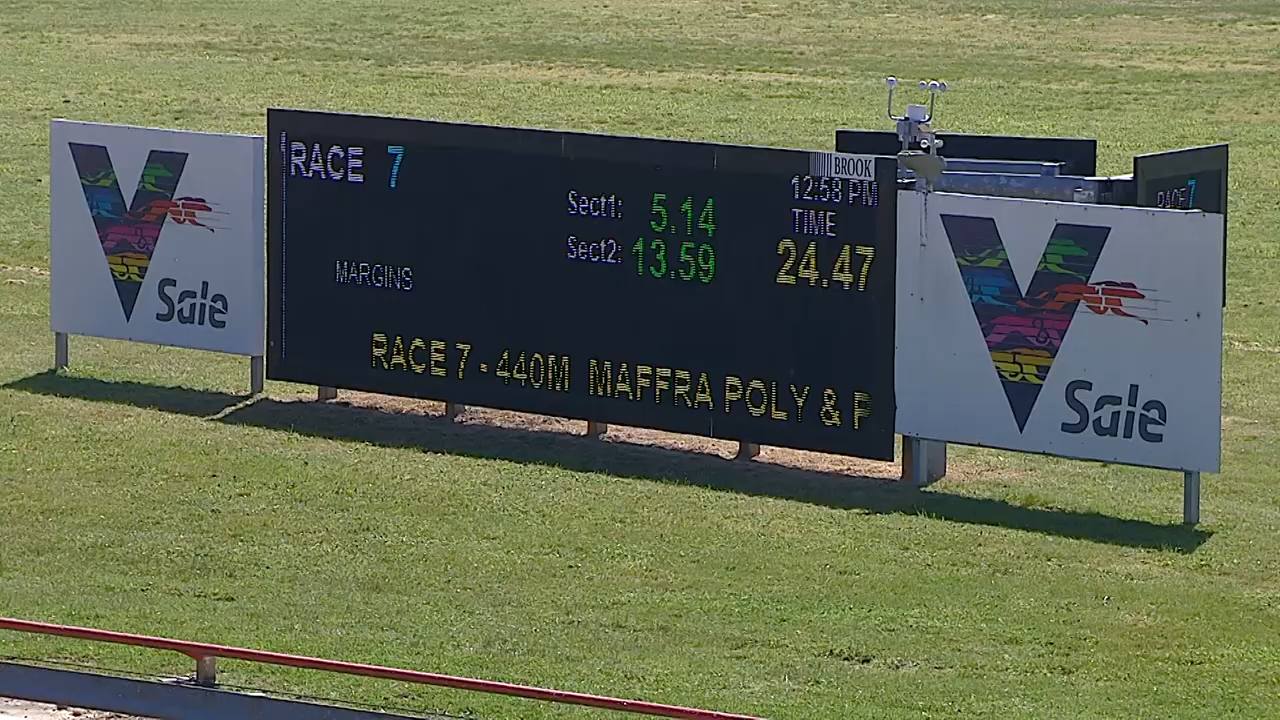 V
Sale
RACE 7
BROOK
12:58 PM
Sect1: 5.14
TIME
Sect2: 13.59
24.47
MARGINS
RACE 7 - 440M MAFFRA POLY & P
RACE 7
V
Sale